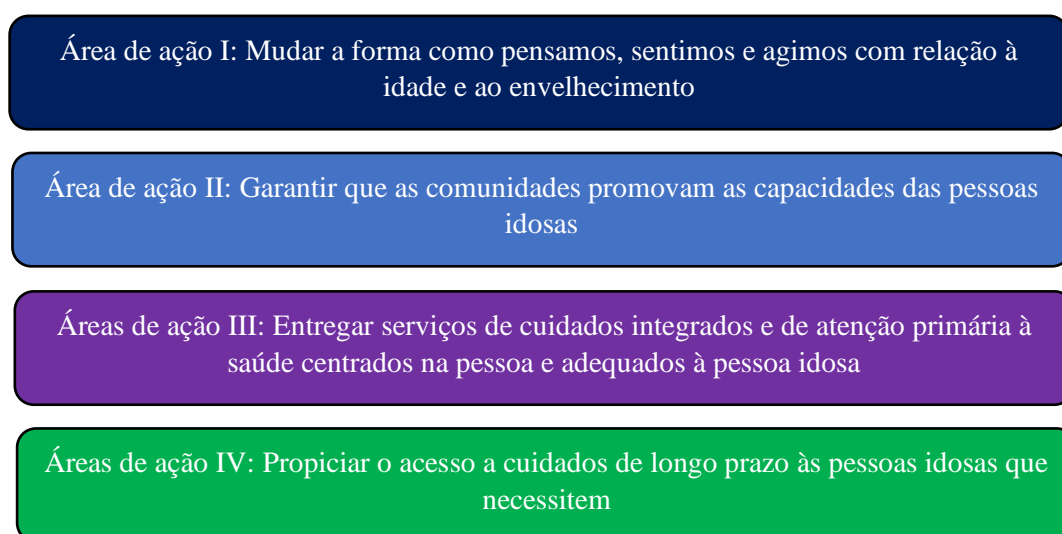 Área de ação I: Mudar a forma como pensamos, sentimos e agimos com relação à
idade e ao envelhecimento
Área de ação II: Garantir que as comunidades promovam as capacidades das pessoas
idosas
Áreas de ação III: Entregar serviços de cuidados integrados e de atenção primária à
saúde centrados na pessoa e adequados à pessoa idosa
Áreas de ação IV: Propiciar o acesso a cuidados de longo prazo às pessoas idosas que
necessitem